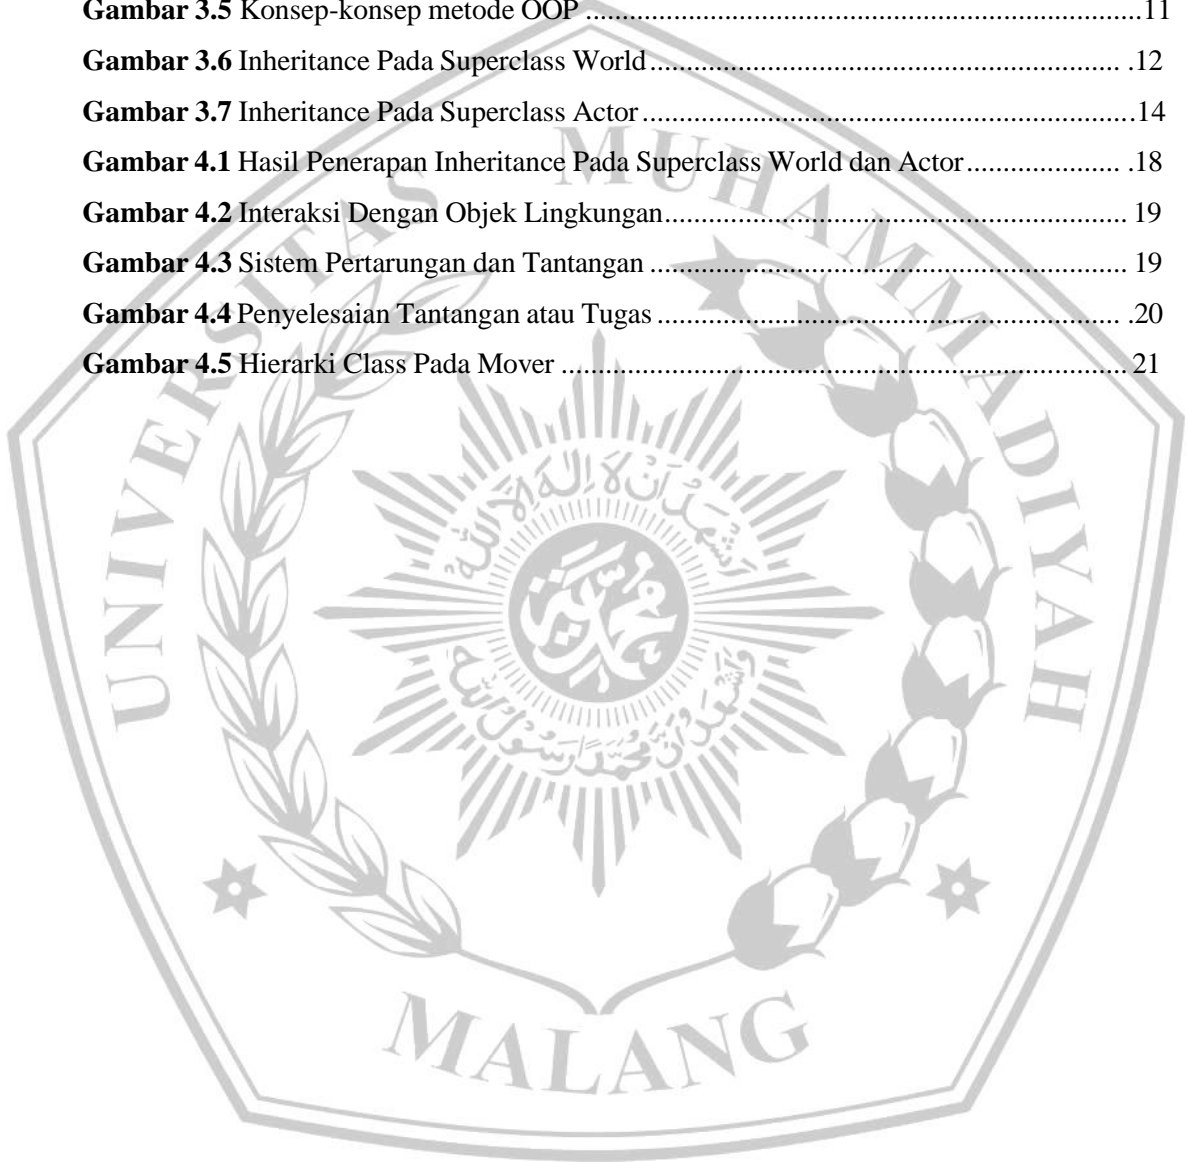 Gambar 3.5 Konsep-konsep metode OOP ..........................................................................11
Gambar 3.6 Inheritance Pada Superclass World ............................................................... .12
Gambar 3.7 Inheritance Pada Superclass Actor ..................................................................14
Gambar 4.1 Hasil Penerapan Inheritance Pada Superclass World dan Actor .................... .18
Gambar 4.2 Interaksi Dengan Objek Lingkungan.............................................................. 19
Gambar 4.3 Sistem Pertarungan dan Tantangan ................................................................ 19
Gambar 4.4 Penyelesaian Tantangan atau Tugas .............................................................. .20
Gambar 4.5 Hierarki Class Pada Mover ............................................................................ 21
UNIVERSITAS MUHAMMADIYAH
MALANG